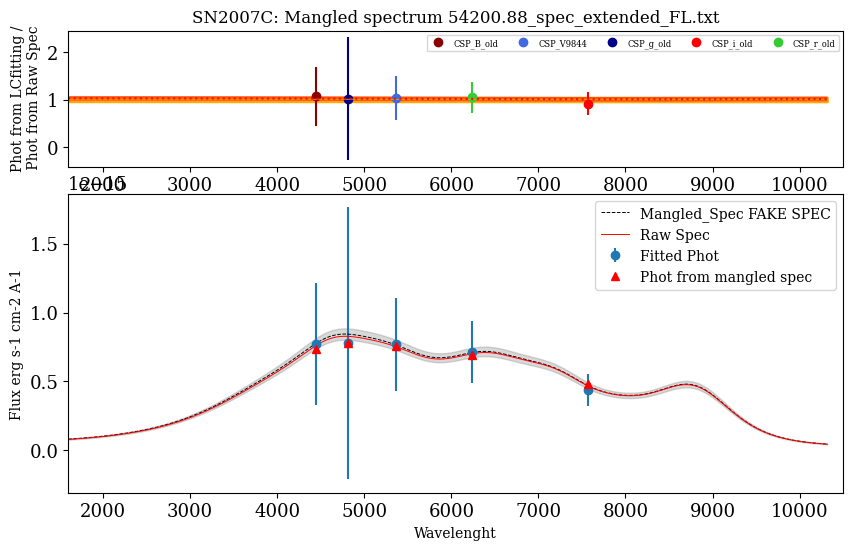 SN2007C: Mangled spectrum 54200.88_spec_extended_FL.txt
Phot from LCfitting /
Phot from Raw Spec
2
1
0
CSP_B_old
CSP_V9844
CSP_g_old
CSP_i_old
CSP_r_old
2000 3000 4000 5000 6000 7000 8000 9000 10000
1e−15
Flux erg s-1 cm-2 A-1
1.5
1.0
0.5
0.0
Mangled_Spec FAKE SPEC
Raw Spec
Fitted Phot
Phot from mangled spec
2000 3000 4000 5000 6000 7000 8000 9000 10000
Wavelenght